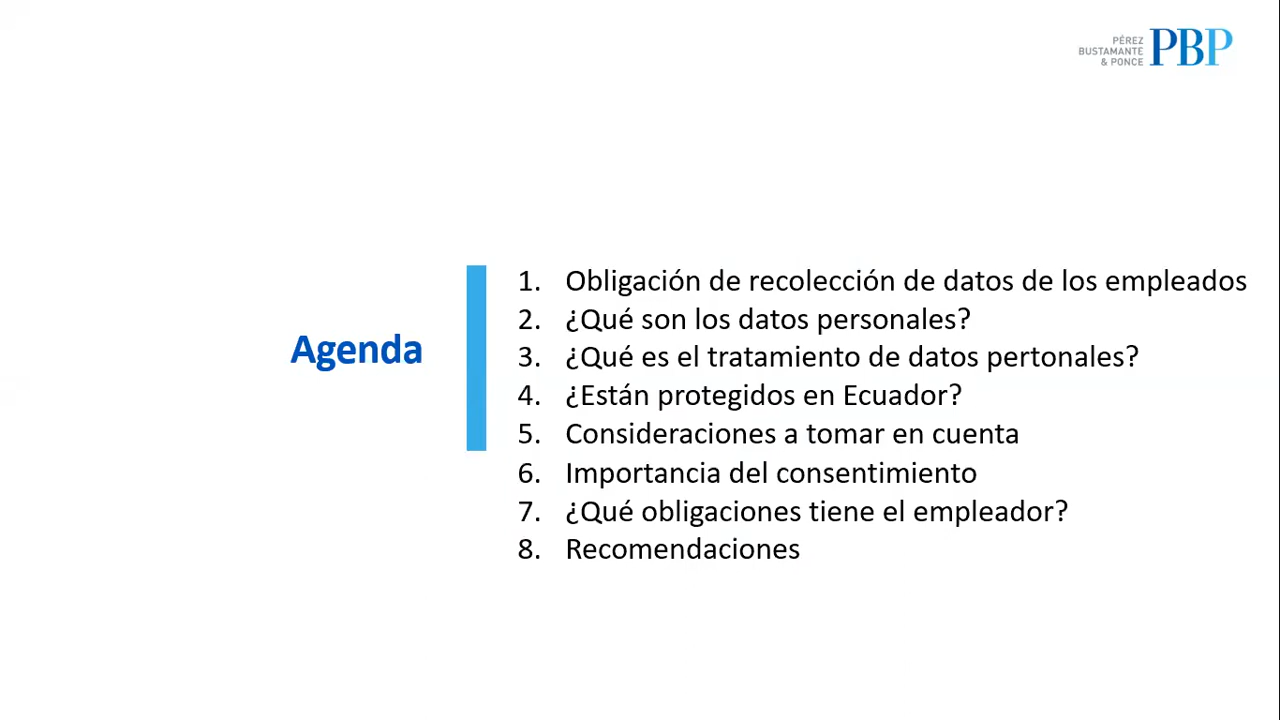 PÉREZ
BUSTAMANTE
& PONCE
PBP
Agenda
1. Obligación de recolección de datos de los empleados
2. ¿Qué son los datos personales?
3. ¿Qué es el tratamiento de datos pertonales?
4. ¿Están protegidos en Ecuador?
5. Consideraciones a tomar en cuenta
6. Importancia del consentimiento
7. ¿Qué obligaciones tiene el empleador?
8. Recomendaciones